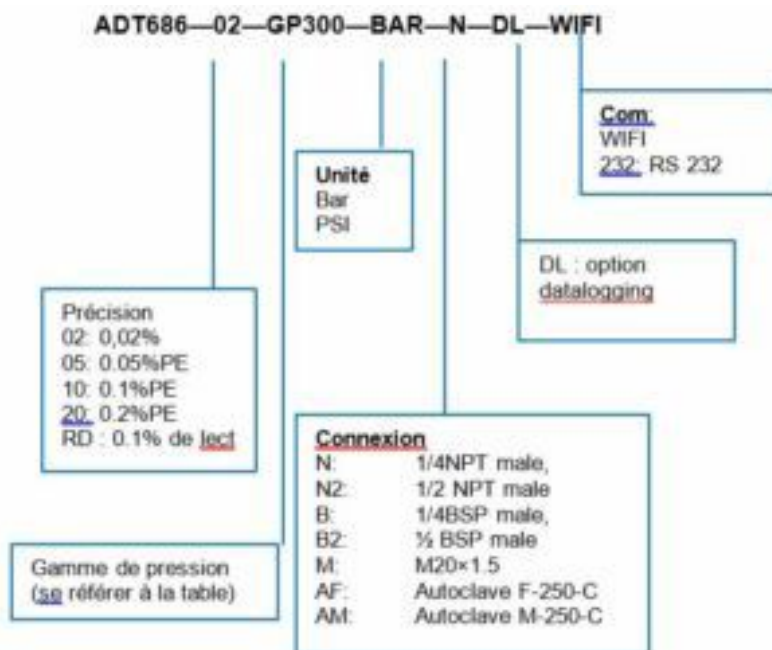 ADT686—02—GP300—BAR—N—DL—WIFI
Com:
WIFI
232: RS 232
Unité
Bar
PSI
DL : option
datalogging
Précision
02: 0,02%
05: 0.05%PE
10: 0.1%PE
20: 0.2%PE
RD : 0.1% de lect
Connexion
N: 1/4NPT male,
N2: 1/2 NPT male
B: 1/4BSP male,
B2: ½ BSP male
M: M20×1.5
AF: Autoclave F-250-C
AM: Autoclave M-250-C
Gamme de pression
(se référer à la table)